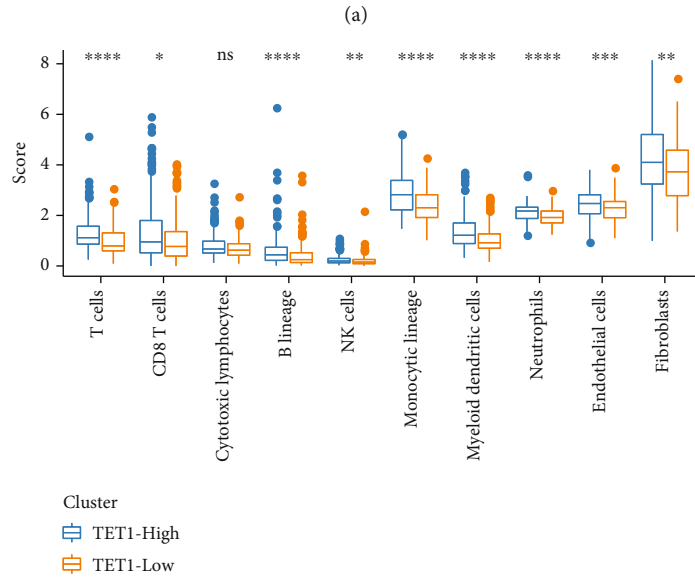 (a)
**** * ns **** ** **** **** **** *** **
8
6
4
2
0
Score
T cells
CD8 T cells
Cytotoxic lymphocytes
B lineage
NK cells
Monocytic lineage
Myeloid dendritic cells
Neutrophils
Endothelial cells
Fibroblasts
Cluster
TET1-High
TET1-Low